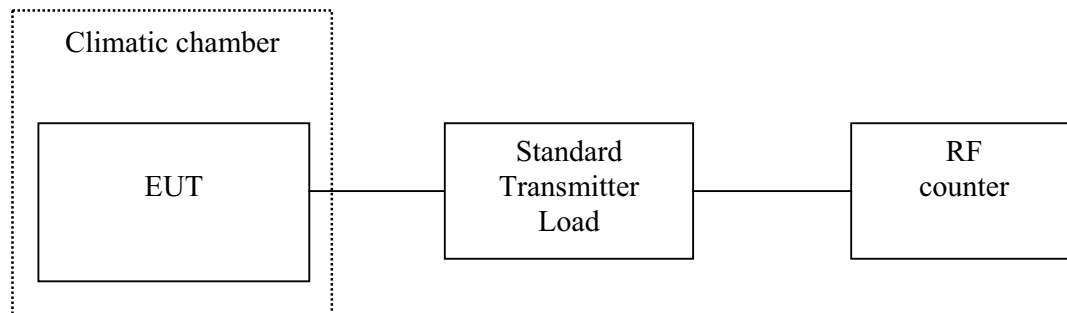 Climatic chamber
EUT
Standard
Transmitter
Load
RF
counter